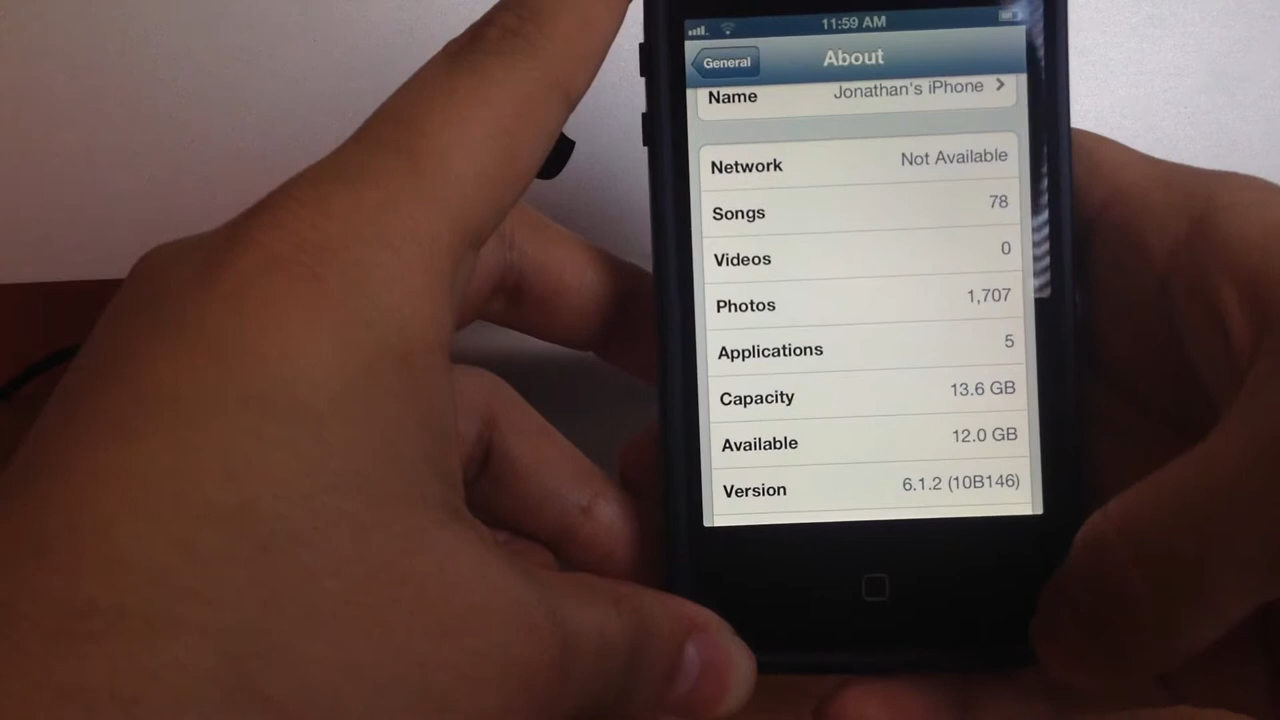 11:59 AM
General
About
Name Jonathan's iPhone
Network Not Available
Songs 78
Videos 0
Photos 1,707
Applications 5
Capacity 13.6 GB
Available 12.0 GB
Version 6.1.2 (10B146)